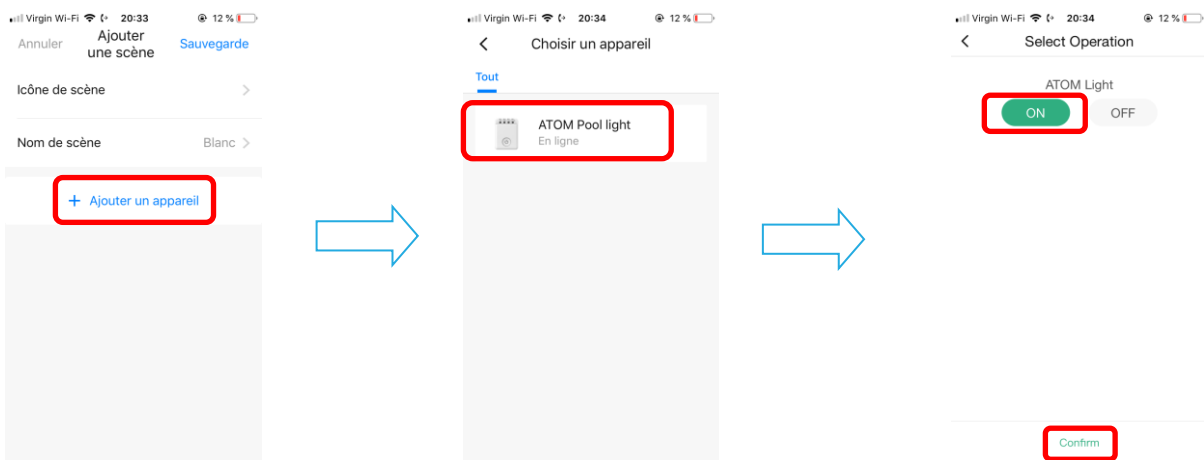 Virgin Wi-Fi 20:33 12 %
Annuler Ajouter une scène Sauvegarde
Icône de scène
Nom de scène Blanc
+ Ajouter un appareil
Virgin Wi-Fi 20:34 12 %
Choisir un appareil
Tout
ATOM Pool light
En ligne
Virgin Wi-Fi 20:34 12 %
Select Operation
ATOM Light
ON OFF
Confirm